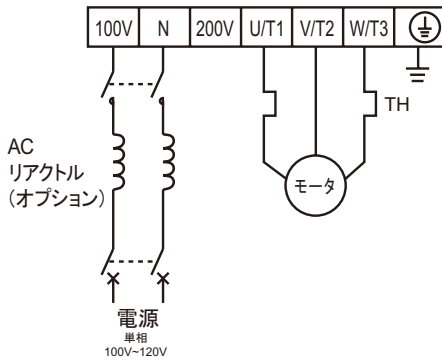 100V N 200V U/T1 V/T2 W/T3
TH
AC
リアクトル
(オプション)
モータ
電源
単相
100V~120V